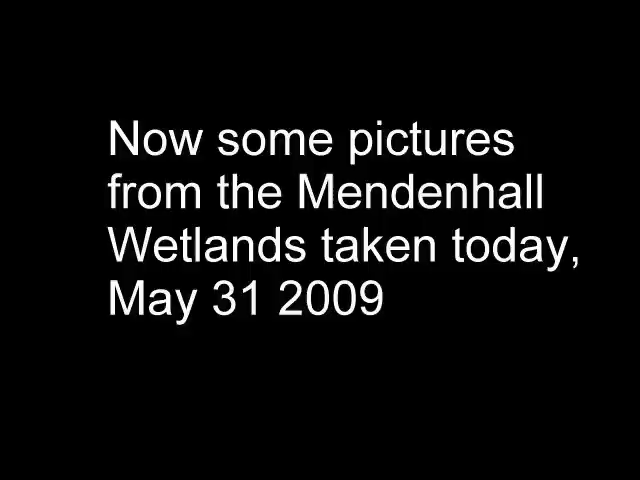 Now some pictures
from the Mendenhall
Wetlands taken today,
May 31 2009